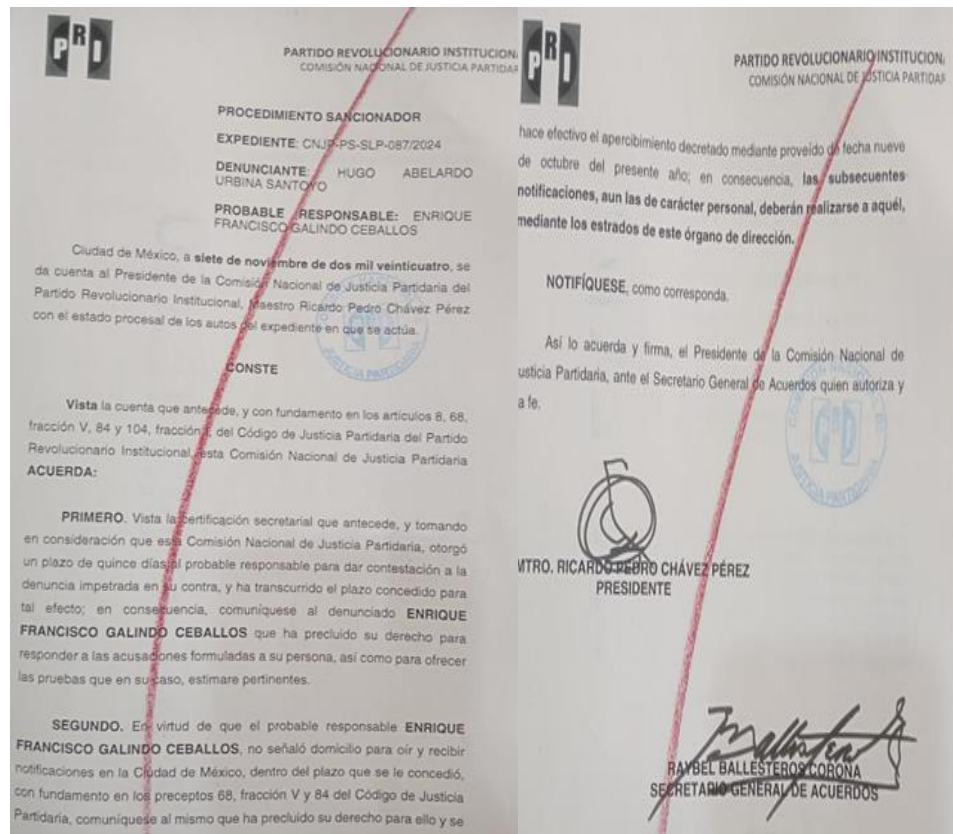 PRI
PARTIDO REVOLUCIONARIO INSTITUCION
COMISIÓN NACIONAL DE JUSTICIA PARTIDAR
PROCEDIMIENTO SANCIONADOR
EXPEDIENTE: CNJP-PS-SLP-087/2024
DENUNCIANTE: HUGO ABELARDO
URBINA SANTOYO
PROBABLE RESPONSABLE: ENRIQUE
FRANCISCO GALINDO CEBALLOS
Ciudad de México, a siete de noviembre de dos mil veinticuatro, se
da cuenta al Presidente de la Comisión Nacional de Justicia Partidaria del
Partido Revolucionario Institucional, Maestro Ricardo Pedro Chávez Pérez
con el estado procesal de los autos del expediente en que se actúa.
CONSTE
Vista la cuenta que antecede, y con fundamento en los artículos 8, 68,
fracción V, 84 y 104, fracción I, del Código de Justicia Partidaria del Partido
Revolucionario Institucional, esta Comisión Nacional de Justicia Partidaria
ACUERDA:
PRIMERO. Vista la certificación secretarial que antecede, y tomando
en consideración que esta Comisión Nacional de Justicia Partidaria, otorgó
un plazo de quince días al probable responsable para dar contestación a la
denuncia impetrada en su contra, y ha transcurrido el plazo concedido para
tal efecto; en consecuencia, comuníquese al denunciado ENRIQUE
FRANCISCO GALINDO CEBALLOS que ha precluido su derecho para
responder a las acusaciones formuladas a su persona, así como para ofrecer
las pruebas que en su caso, estimare pertinentes.
SEGUNDO. En virtud de que el probable responsable ENRIQUE
FRANCISCO GALINDO CEBALLOS, no señaló domicilio para oír y recibir
notificaciones en la Ciudad de México, dentro del plazo que se le concedió,
con fundamento en los preceptos 68, fracción V y 84 del Código de Justicia
Partidaria, comuníquese al mismo que ha precluido su derecho para ello y se
PRI
PARTIDO REVOLUCIONARIO INSTITUCION
COMISIÓN NACIONAL DE JUSTICIA PARTIDAR
hace efectivo el apercibimiento decretado mediante proveído de fecha nueve
de octubre del presente año; en consecuencia, las subsecuentes
notificaciones, aun las de carácter personal, deberán realizarse a aquél,
mediante los estrados de este órgano de dirección.
NOTIFÍQUESE, como corresponda.
Así lo acuerda y firma, el Presidente de la Comisión Nacional de
usticia Partidaria, ante el Secretario General de Acuerdos quien autoriza y
a fe.
MTRO. RICARDO PEDRO CHÁVEZ PÉREZ
PRESIDENTE
RAYBEL BALLESTEROS CORONA
SECRETARIO GENERAL DE ACUERDOS